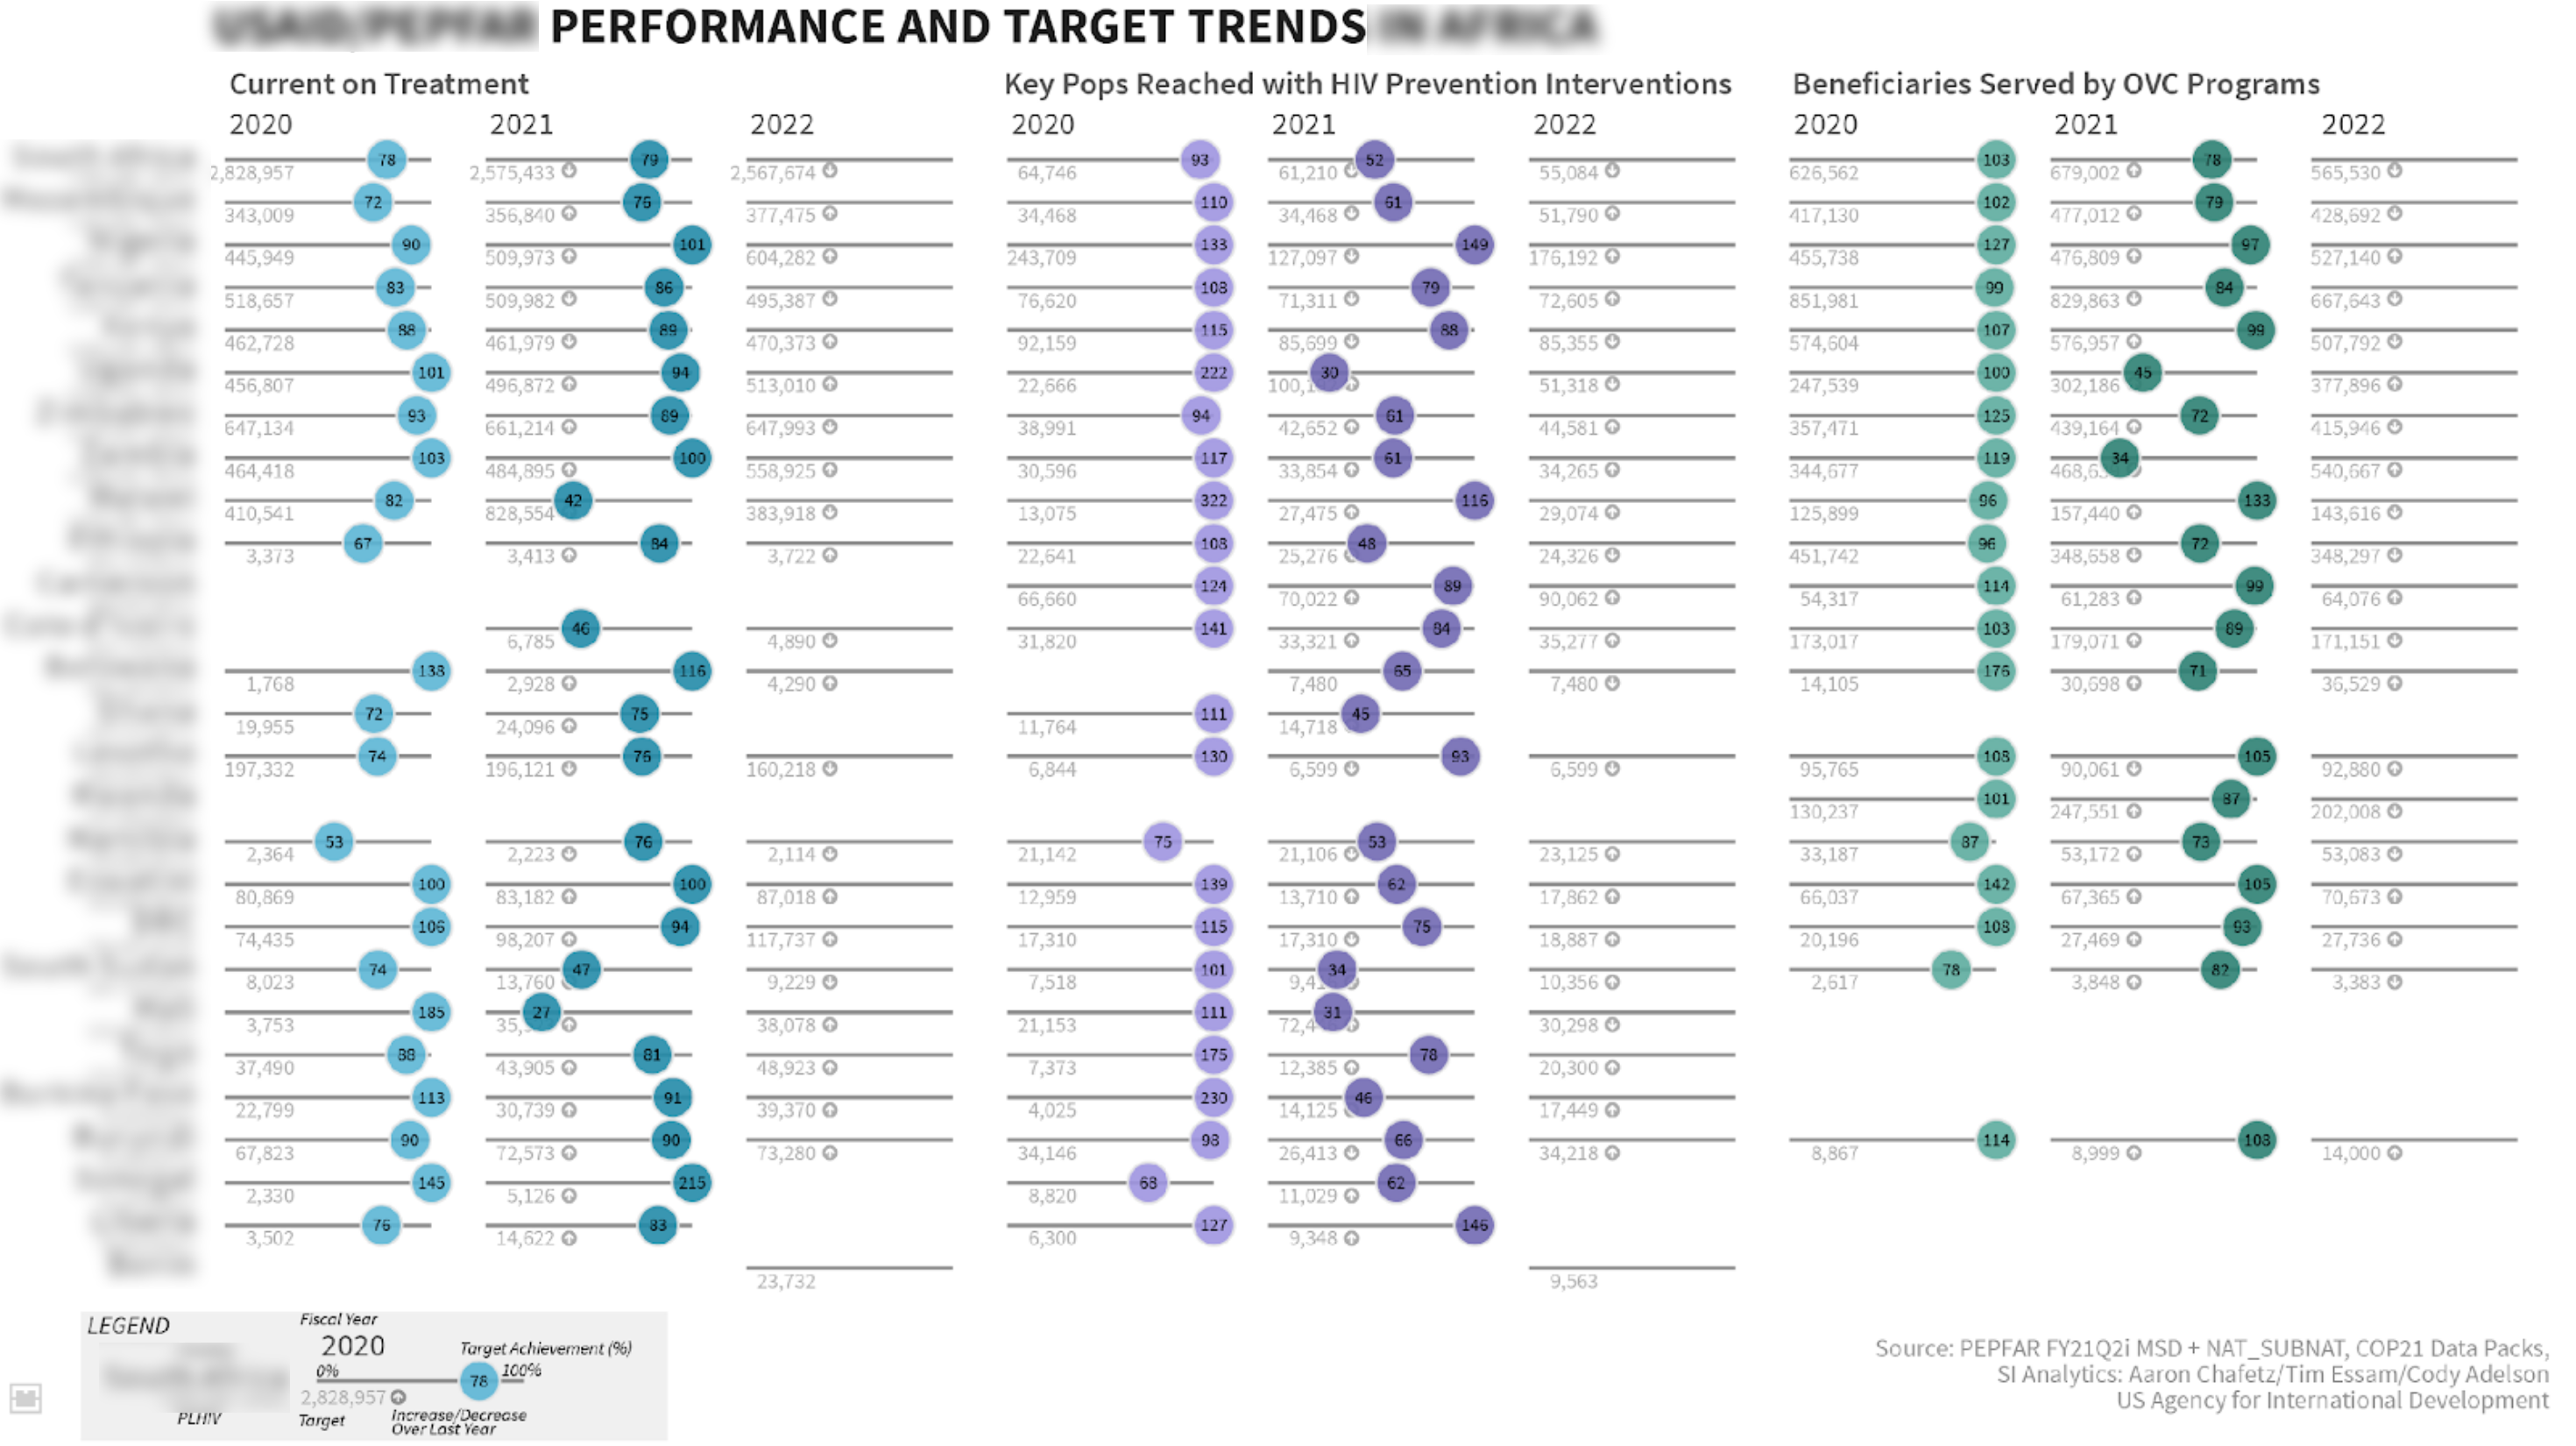 PERFORMANCE AND TARGET TRENDS
Current on Treatment Key Pops Reached with HIV Prevention Interventions Beneficiaries Served by OVC Programs
2020 2021 2022 2020 2021 2022 2020 2021 2022
78 79 93 52 103 78
2,828,957 2,575,433 2,567,674 64,746 61,210 55,084 626,562 679,002 565,530
72 76 110 61 102 79
343,009 356,840 377,475 34,468 34,468 51,790 417,130 477,012 428,692
90 101 133 149 127 97
445,949 509,973 604,282 243,709 127,097 176,192 455,738 476,809 527,140
83 86 108 79 99 84
518,657 509,982 495,387 76,620 71,311 72,605 851,981 829,863 667,643
88 89 115 88 107 99
462,728 461,979 470,373 92,159 85,699 85,355 574,604 576,957 507,792
101 94 222 30 100 45
456,807 496,872 513,010 22,666 51,318 247,539 302,186 377,896
93 89 94 61 125 72
647,134 661,214 647,993 38,991 42,652 44,581 357,471 439,164 415,946
103 100 117 61 119 34
464,418 484,895 558,925 30,596 33,854 34,265 344,677 540,667
82 42 322 116 96 133
410,541 828,554 383,918 13,075 27,475 29,074 125,899 157,440 143,616
67 84 108 48 96 72
3,373 3,413 3,722 22,641 25,276 24,326 451,742 348,658 348,297
124 89 114 99
66,660 70,022 90,062 54,317 61,283 64,076
46 141 84 103 89
6,785 4,890 31,820 33,321 35,277 173,017 179,071 171,151
138 116 65 176 71
1,768 2,928 4,290 7,480 7,480 14,105 30,698 36,529
72 75 111 45
19,955 24,096 11,764 14,718
74 76 130 93 108 105
197,332 196,121 160,218 6,844 6,599 6,599 95,765 90,061 92,880
101 87
130,237 247,551 202,008
53 76 75 53 87 73
2,364 2,223 2,114 21,142 21,106 23,125 33,187 53,172 53,083
100 100 139 62 142 105
80,869 83,182 87,018 12,959 13,710 17,862 66,037 67,365 70,673
106 94 115 75 108 93
74,435 98,207 117,737 17,310 17,310 18,887 20,196 27,469 27,736
74 47 101 34 78 82
8,023 13,760 9,229 7,518 10,356 2,617 3,848 3,383
185 27 111 31
3,753 38,078 21,153 30,298
88 81 175 78
37,490 43,905 48,923 7,373 12,385 20,300
113 91 230 46
22,799 30,739 39,370 4,025 14,125 17,449
90 90 98 66 114 108
67,823 72,573 73,280 34,146 26,413 34,218 8,867 8,999 14,000
145 215 68 62
2,330 5,126 8,820 11,029
76 83 127 146
3,502 14,622 6,300 9,348
23,732 9,563
LEGEND
Fiscal Year
2020
Target Achievement (%)
0% 78 100%
2,828,957
PLHIV
Target
Increase/Decrease
Over Last Year
Source: PEPFAR FY21Q2i MSD + NAT_SUBNAT, COP21 Data Packs,
SI Analytics: Aaron Chafetz/Tim Essam/Cody Adelson
US Agency for International Development